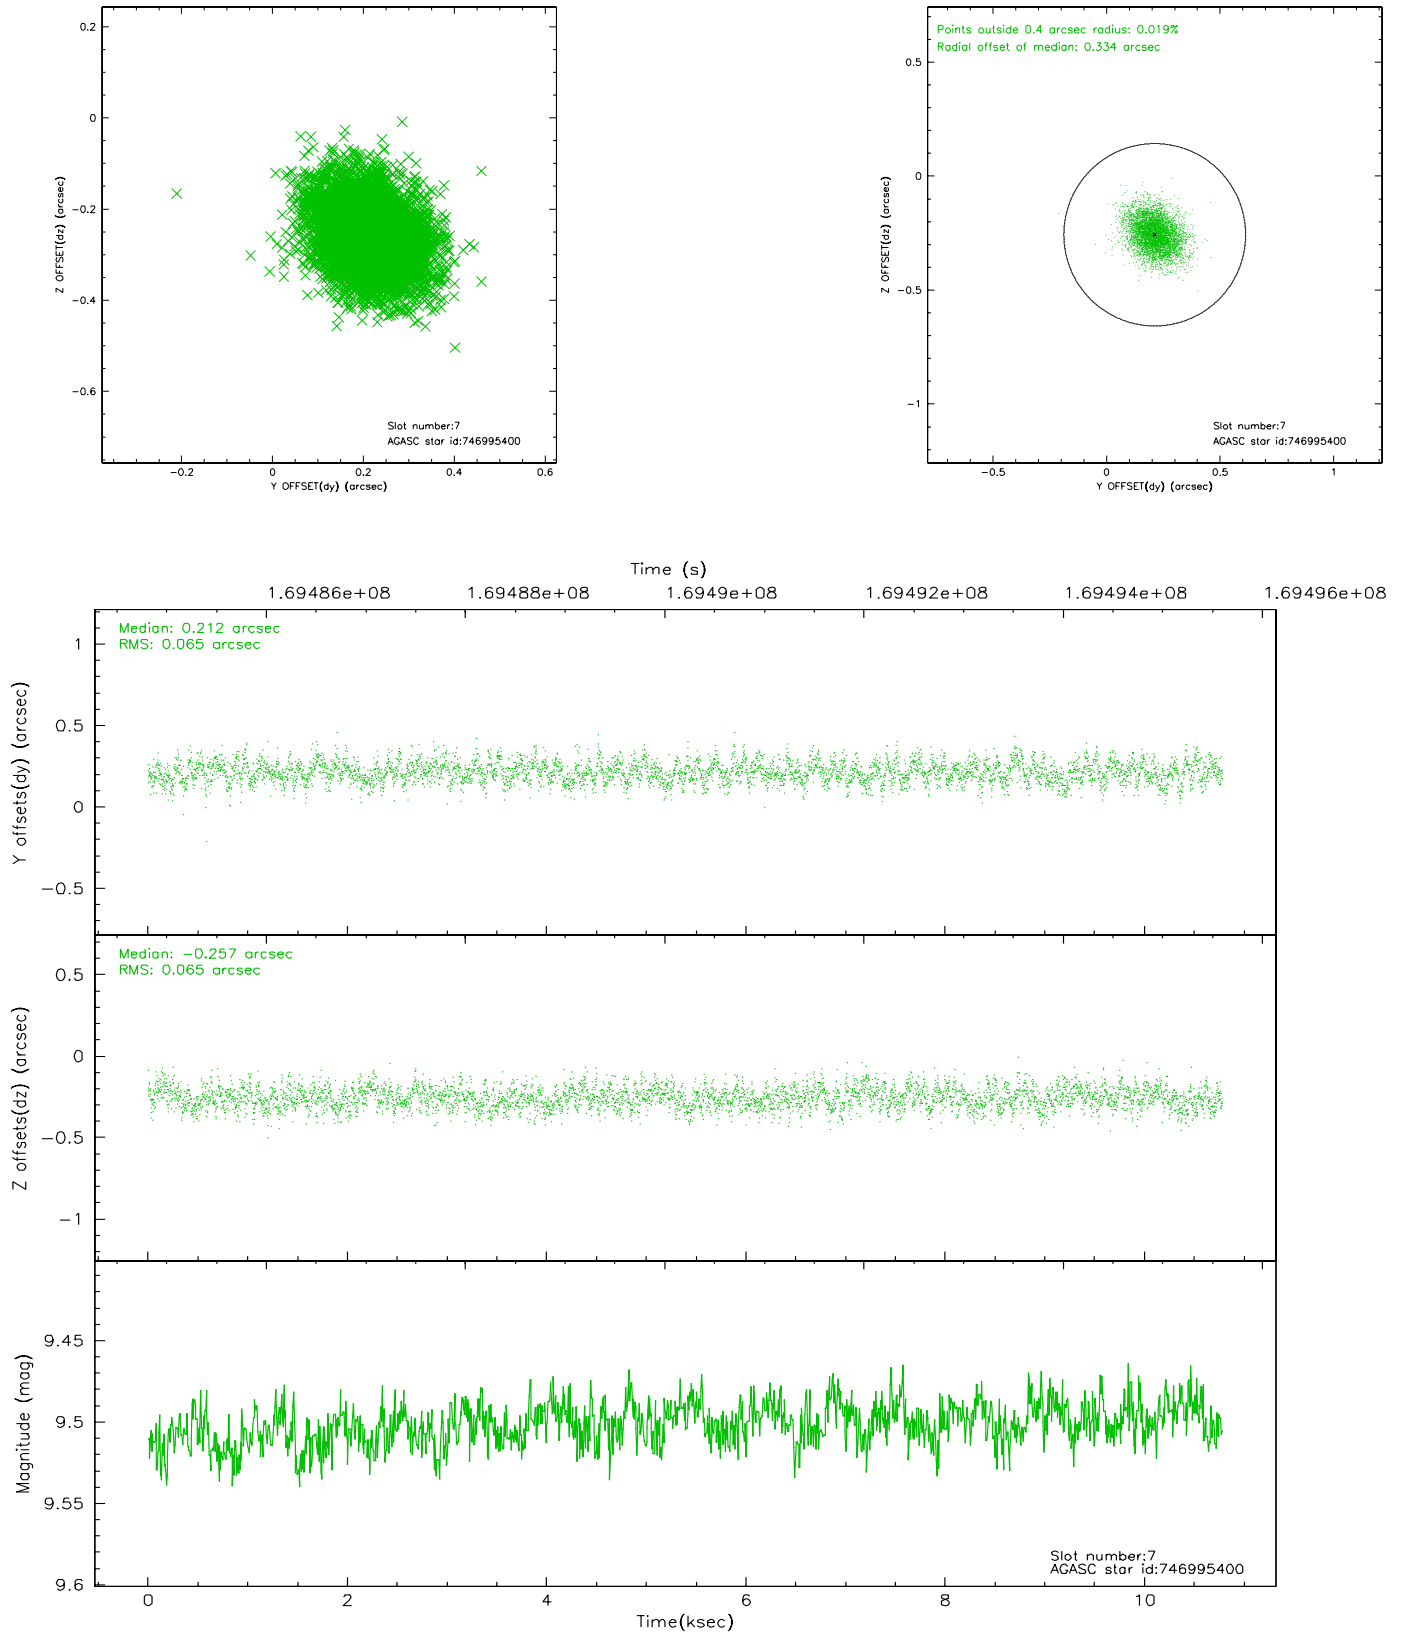 0.2
0
-0.2
-0.4
-0.6
Z OFFSET(dz) (arcsec)
Slot number:7
AGASC star id:746995400
-0.2 0 0.2 0.4 0.6
Y OFFSET(dy) (arcsec)
Points outside 0.4 arcsec radius: 0.019%
Radial offset of median: 0.334 arcsec
0.5
0
-0.5
-1
Z OFFSET(dz) (arcsec)
Slot number:7
AGASC star id:746995400
-0.5 0 0.5 1
Y OFFSET(dy) (arcsec)
Time (s)
1.69486e+08 1.69488e+08 1.6949e+08 1.69492e+08 1.69494e+08 1.69496e+08
Median: 0.212 arcsec
RMS: 0.065 arcsec
1
0.5
0
-0.5
Y offsets(dy) (arcsec)
Median: -0.257 arcsec
RMS: 0.065 arcsec
0.5
0
-0.5
-1
Z offsets(dz) (arcsec)
9.45
9.5
9.55
9.6
Magnitude (mag)
Slot number:7
AGASC star id:746995400
0 2 4 6 8 10
Time(ksec)